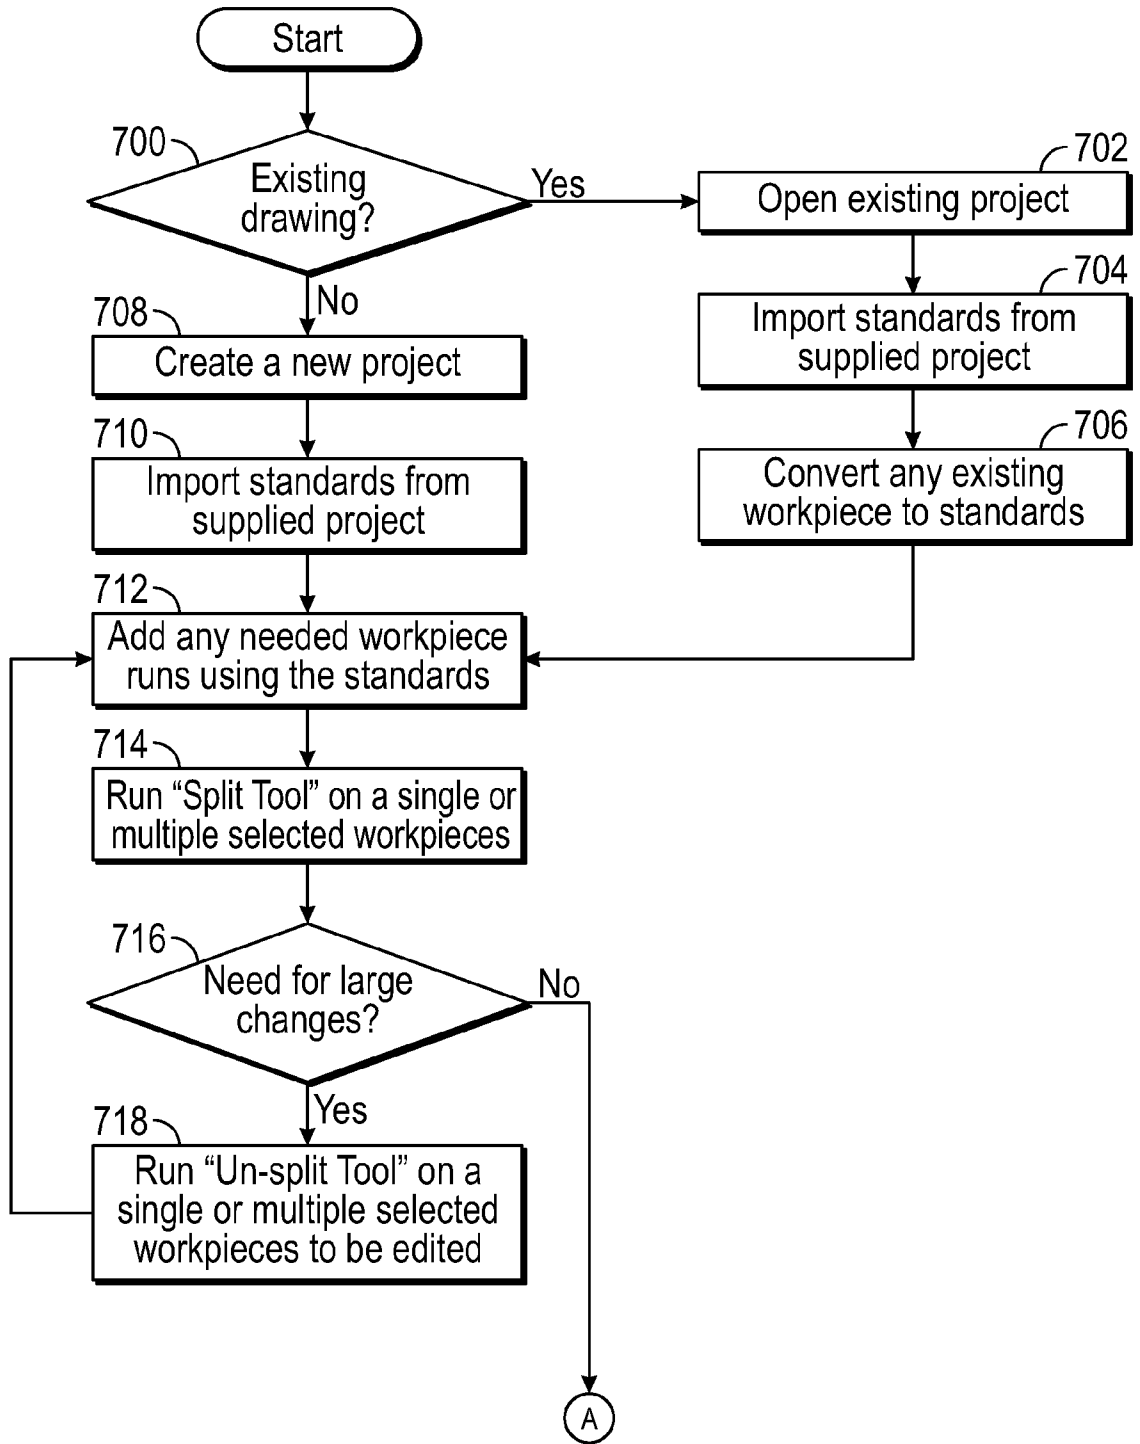 Start
700
Existing
drawing?
Yes
702
Open existing project
704
Import standards from
supplied project
706
Convert any existing
workpiece to standards
No
708
Create a new project
710
Import standards from
supplied project
712
Add any needed workpiece
runs using the standards
714
Run “Split Tool” on a single or
multiple selected workpieces
716
Need for large
changes?
No
Yes
718
Run “Un-split Tool” on a
single or multiple selected
workpieces to be edited
A